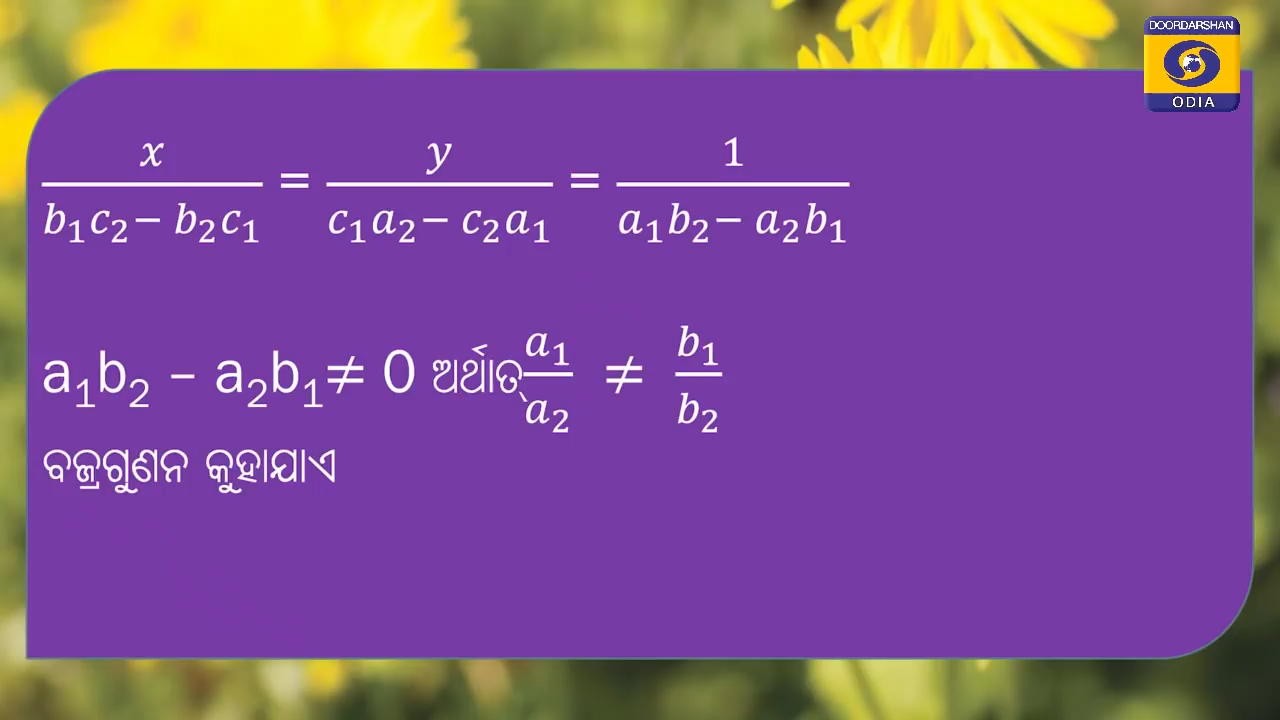 DOORDARSHAN
ODIA
x/(b₁c₂ − b₂c₁) = y/(c₁a₂ − c₂a₁) = 1/(a₁b₂ − a₂b₁)
a₁b₂ – a₂b₁ ≠ 0 ଅର୍ଥାତ୍ a₁/a₂ ≠ b₁/b₂
ବଜ୍ରଗୁଣନ କୁହାଯାଏ